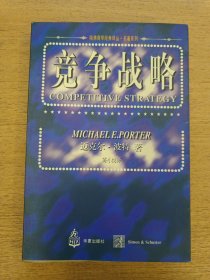 竞争战略
COMPETITIVE STRATEGY
MICHAEL E.PORTER
迈克尔·波特 著
华夏出版社
Simon & Schuster